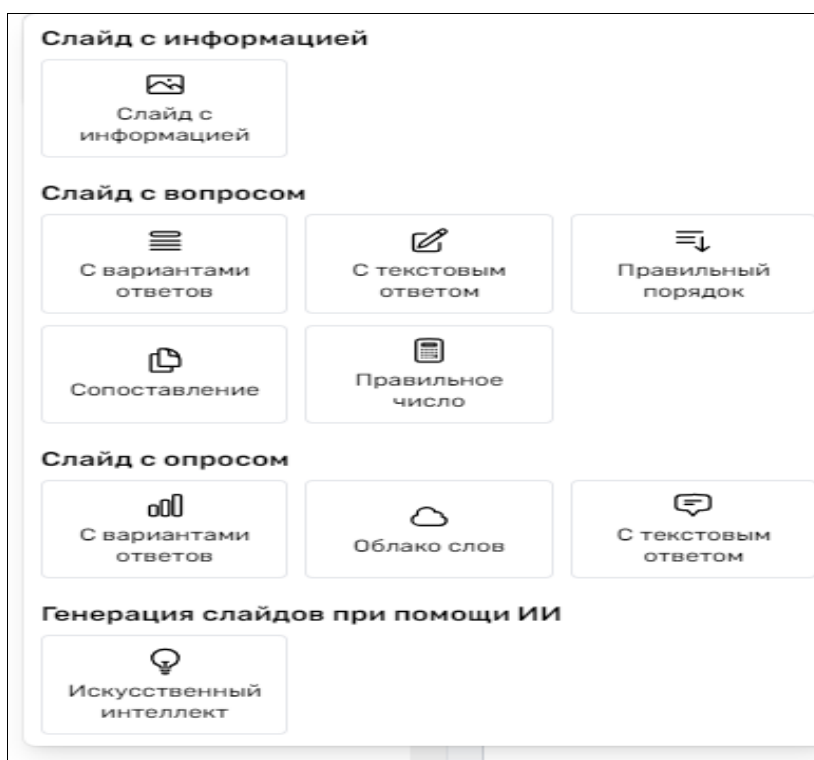 Слайд с информацией
Слайд с
информацией
Слайд с вопросом
С вариантами
ответов
С текстовым
ответом
Правильный
порядок
Сопоставление
Правильное
число
Слайд с опросом
С вариантами
ответов
Облако слов
С текстовым
ответом
Генерация слайдов при помощи ИИ
Искусственный
интеллект